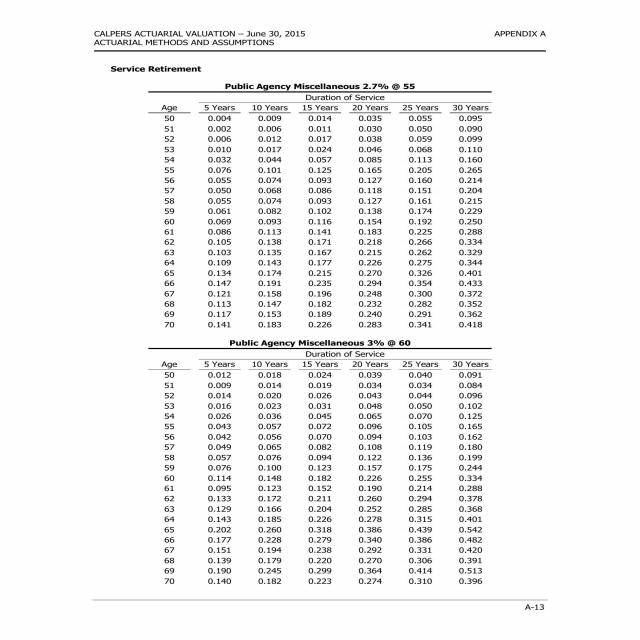 CALPERS ACTUARIAL VALUATION – June 30, 2015 APPENDIX A
ACTUARIAL METHODS AND ASSUMPTIONS
Service Retirement
Public Agency Miscellaneous 2.7% @ 55
Duration of Service
Age 5 Years 10 Years 15 Years 20 Years 25 Years 30 Years
50 0.004 0.009 0.014 0.035 0.055 0.095
51 0.002 0.006 0.011 0.030 0.050 0.090
52 0.006 0.012 0.017 0.038 0.059 0.099
53 0.010 0.017 0.024 0.046 0.068 0.110
54 0.032 0.044 0.057 0.085 0.113 0.160
55 0.076 0.101 0.125 0.165 0.205 0.265
56 0.055 0.074 0.093 0.127 0.160 0.214
57 0.050 0.068 0.086 0.118 0.151 0.204
58 0.055 0.074 0.093 0.127 0.161 0.215
59 0.061 0.082 0.102 0.138 0.174 0.229
60 0.069 0.093 0.116 0.154 0.192 0.250
61 0.086 0.113 0.141 0.183 0.225 0.288
62 0.105 0.138 0.171 0.218 0.266 0.334
63 0.103 0.135 0.167 0.215 0.262 0.329
64 0.109 0.143 0.177 0.226 0.275 0.344
65 0.134 0.174 0.215 0.270 0.326 0.401
66 0.147 0.191 0.235 0.294 0.354 0.433
67 0.121 0.158 0.196 0.248 0.300 0.372
68 0.113 0.147 0.182 0.232 0.282 0.352
69 0.117 0.153 0.189 0.240 0.291 0.362
70 0.141 0.183 0.226 0.283 0.341 0.418
Public Agency Miscellaneous 3% @ 60
Duration of Service
Age 5 Years 10 Years 15 Years 20 Years 25 Years 30 Years
50 0.012 0.018 0.024 0.039 0.040 0.091
51 0.009 0.014 0.019 0.034 0.034 0.084
52 0.014 0.020 0.026 0.043 0.044 0.096
53 0.016 0.023 0.031 0.048 0.050 0.102
54 0.026 0.036 0.045 0.065 0.070 0.125
55 0.043 0.057 0.072 0.096 0.105 0.165
56 0.042 0.056 0.070 0.094 0.103 0.162
57 0.049 0.065 0.082 0.108 0.119 0.180
58 0.057 0.076 0.094 0.122 0.136 0.199
59 0.076 0.100 0.123 0.157 0.175 0.244
60 0.114 0.148 0.182 0.226 0.255 0.334
61 0.095 0.123 0.152 0.190 0.214 0.288
62 0.133 0.172 0.211 0.260 0.294 0.378
63 0.129 0.166 0.204 0.252 0.285 0.368
64 0.143 0.185 0.226 0.278 0.315 0.401
65 0.202 0.260 0.318 0.386 0.439 0.542
66 0.177 0.228 0.279 0.340 0.386 0.482
67 0.151 0.194 0.238 0.292 0.331 0.420
68 0.139 0.179 0.220 0.270 0.306 0.391
69 0.190 0.245 0.299 0.364 0.414 0.513
70 0.140 0.182 0.223 0.274 0.310 0.396
A-13